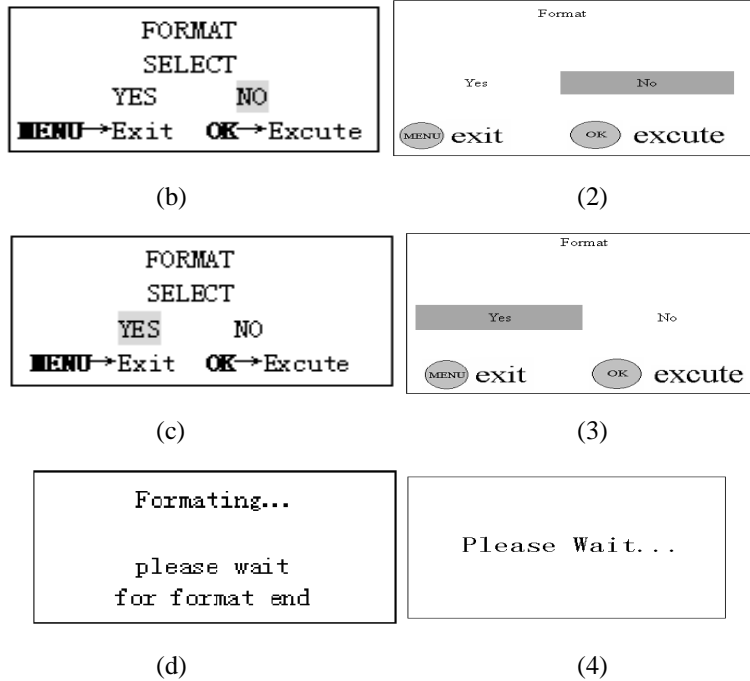 FORMAT
SELECT
YES NO
MENU→Exit OK→Excute
(b)
Format
Yes No
MENU exit OK excute
(2)
FORMAT
SELECT
YES NO
MENU→Exit OK→Excute
(c)
Format
Yes No
MENU exit OK excute
(3)
Formating...
please wait
for format end
(d)
Please Wait...
(4)